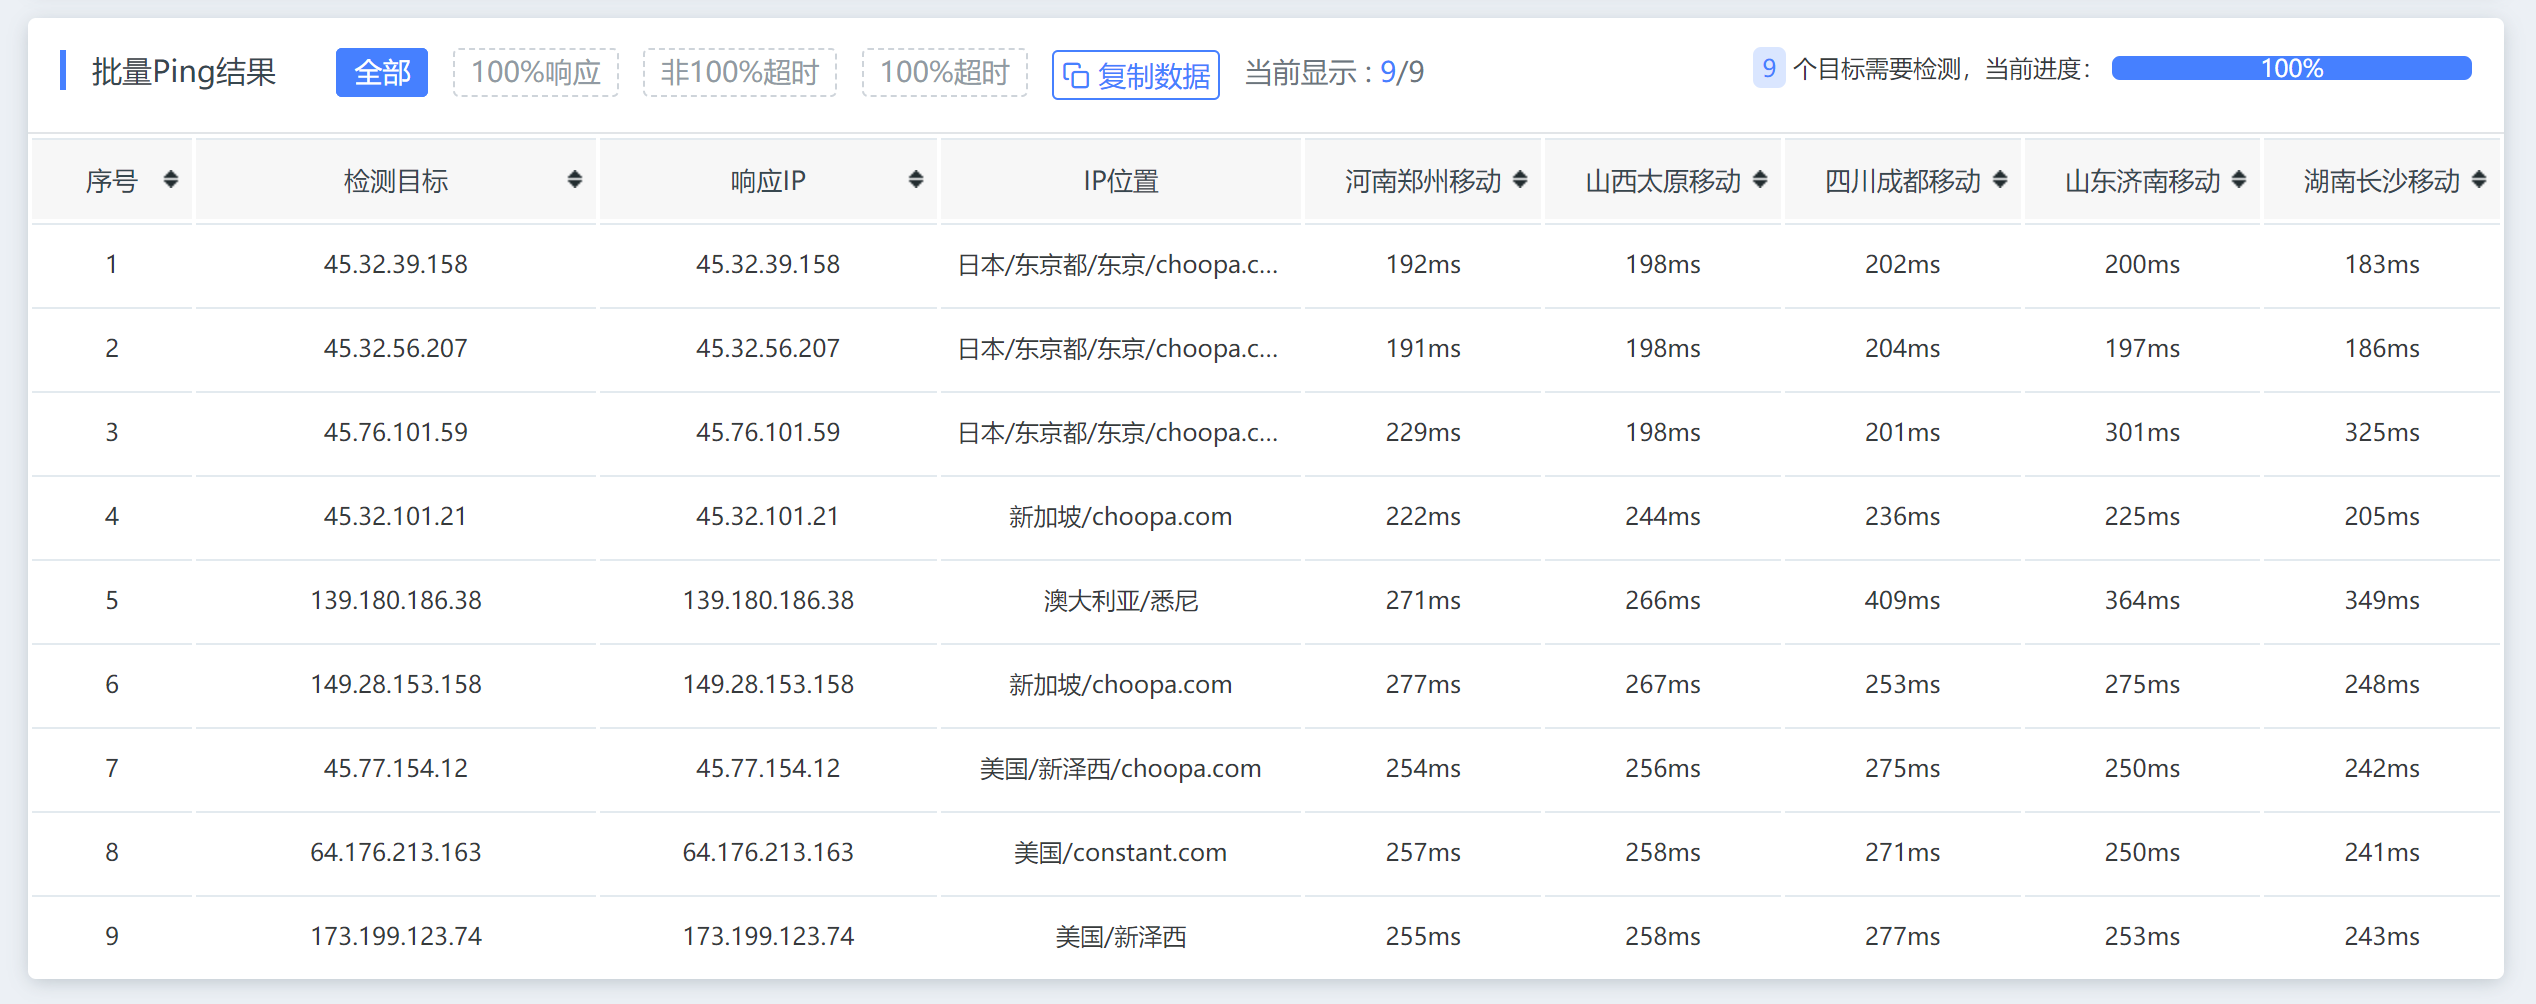 批量Ping结果 全部 100%响应 非100%超时 100%超时 复制数据 当前显示 : 9/9 9 个目标需要检测，当前进度： 100%
序号 检测目标 响应IP IP位置 河南郑州移动 山西太原移动 四川成都移动 山东济南移动 湖南长沙移动
1 45.32.39.158 45.32.39.158 日本/东京都/东京/choopa.c... 192ms 198ms 202ms 200ms 183ms
2 45.32.56.207 45.32.56.207 日本/东京都/东京/choopa.c... 191ms 198ms 204ms 197ms 186ms
3 45.76.101.59 45.76.101.59 日本/东京都/东京/choopa.c... 229ms 198ms 201ms 301ms 325ms
4 45.32.101.21 45.32.101.21 新加坡/choopa.com 222ms 244ms 236ms 225ms 205ms
5 139.180.186.38 139.180.186.38 澳大利亚/悉尼 271ms 266ms 409ms 364ms 349ms
6 149.28.153.158 149.28.153.158 新加坡/choopa.com 277ms 267ms 253ms 275ms 248ms
7 45.77.154.12 45.77.154.12 美国/新泽西/choopa.com 254ms 256ms 275ms 250ms 242ms
8 64.176.213.163 64.176.213.163 美国/constant.com 257ms 258ms 271ms 250ms 241ms
9 173.199.123.74 173.199.123.74 美国/新泽西 255ms 258ms 277ms 253ms 243ms